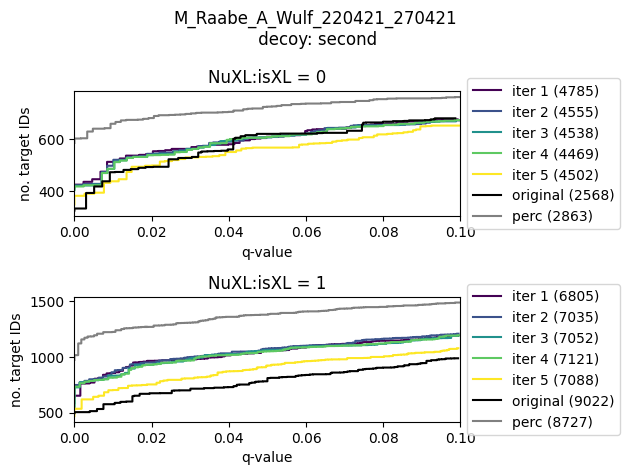 M_Raabe_A_Wulf_220421_270421
decoy: second
NuXL:isXL = 0
no. target IDs
600
400
0.00 0.02 0.04 0.06 0.08 0.10
q-value
iter 1 (4785)
iter 2 (4555)
iter 3 (4538)
iter 4 (4469)
iter 5 (4502)
original (2568)
perc (2863)
NuXL:isXL = 1
no. target IDs
1500
1000
500
0.00 0.02 0.04 0.06 0.08 0.10
q-value
iter 1 (6805)
iter 2 (7035)
iter 3 (7052)
iter 4 (7121)
iter 5 (7088)
original (9022)
perc (8727)